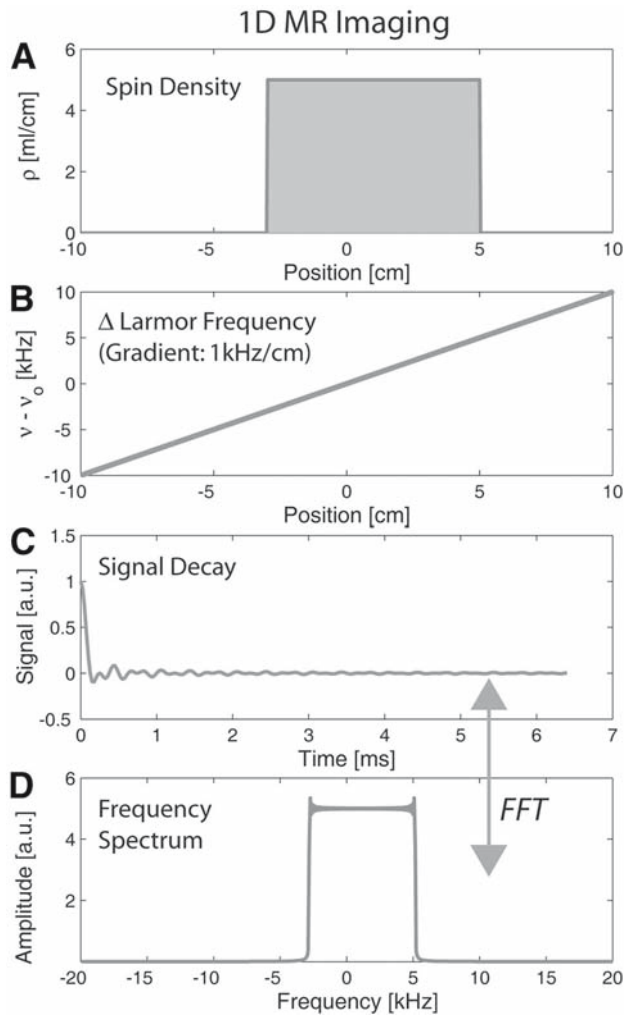 1D MR Imaging
A
Spin Density
ρ [ml/cm]
6
4
2
0
-10
-5
0
5
10
Position [cm]
B
Δ Larmor Frequency
(Gradient: 1kHz/cm)
ν - νo [kHz]
10
5
0
-5
-10
-10
-5
0
5
10
Position [cm]
C
Signal Decay
Signal [a.u.]
1.5
1
0.5
0
-0.5
0
1
2
3
4
5
6
7
Time [ms]
D
Frequency
Spectrum
FFT
Amplitude [a.u.]
6
4
2
-20
-15
-10
-5
0
5
10
15
20
Frequency [kHz]